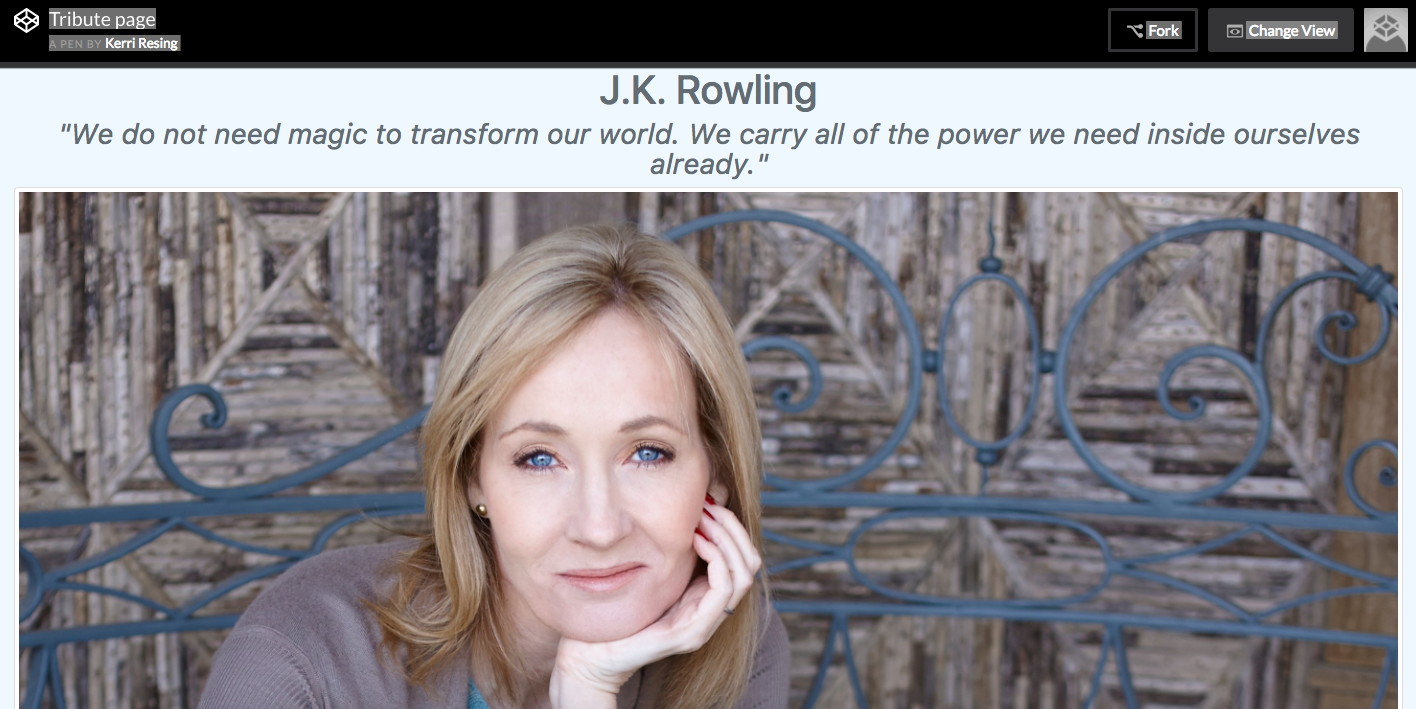 Tribute page
A PEN BY Kerri Resing
Fork
Change View
J.K. Rowling
"We do not need magic to transform our world. We carry all of the power we need inside ourselves
already."